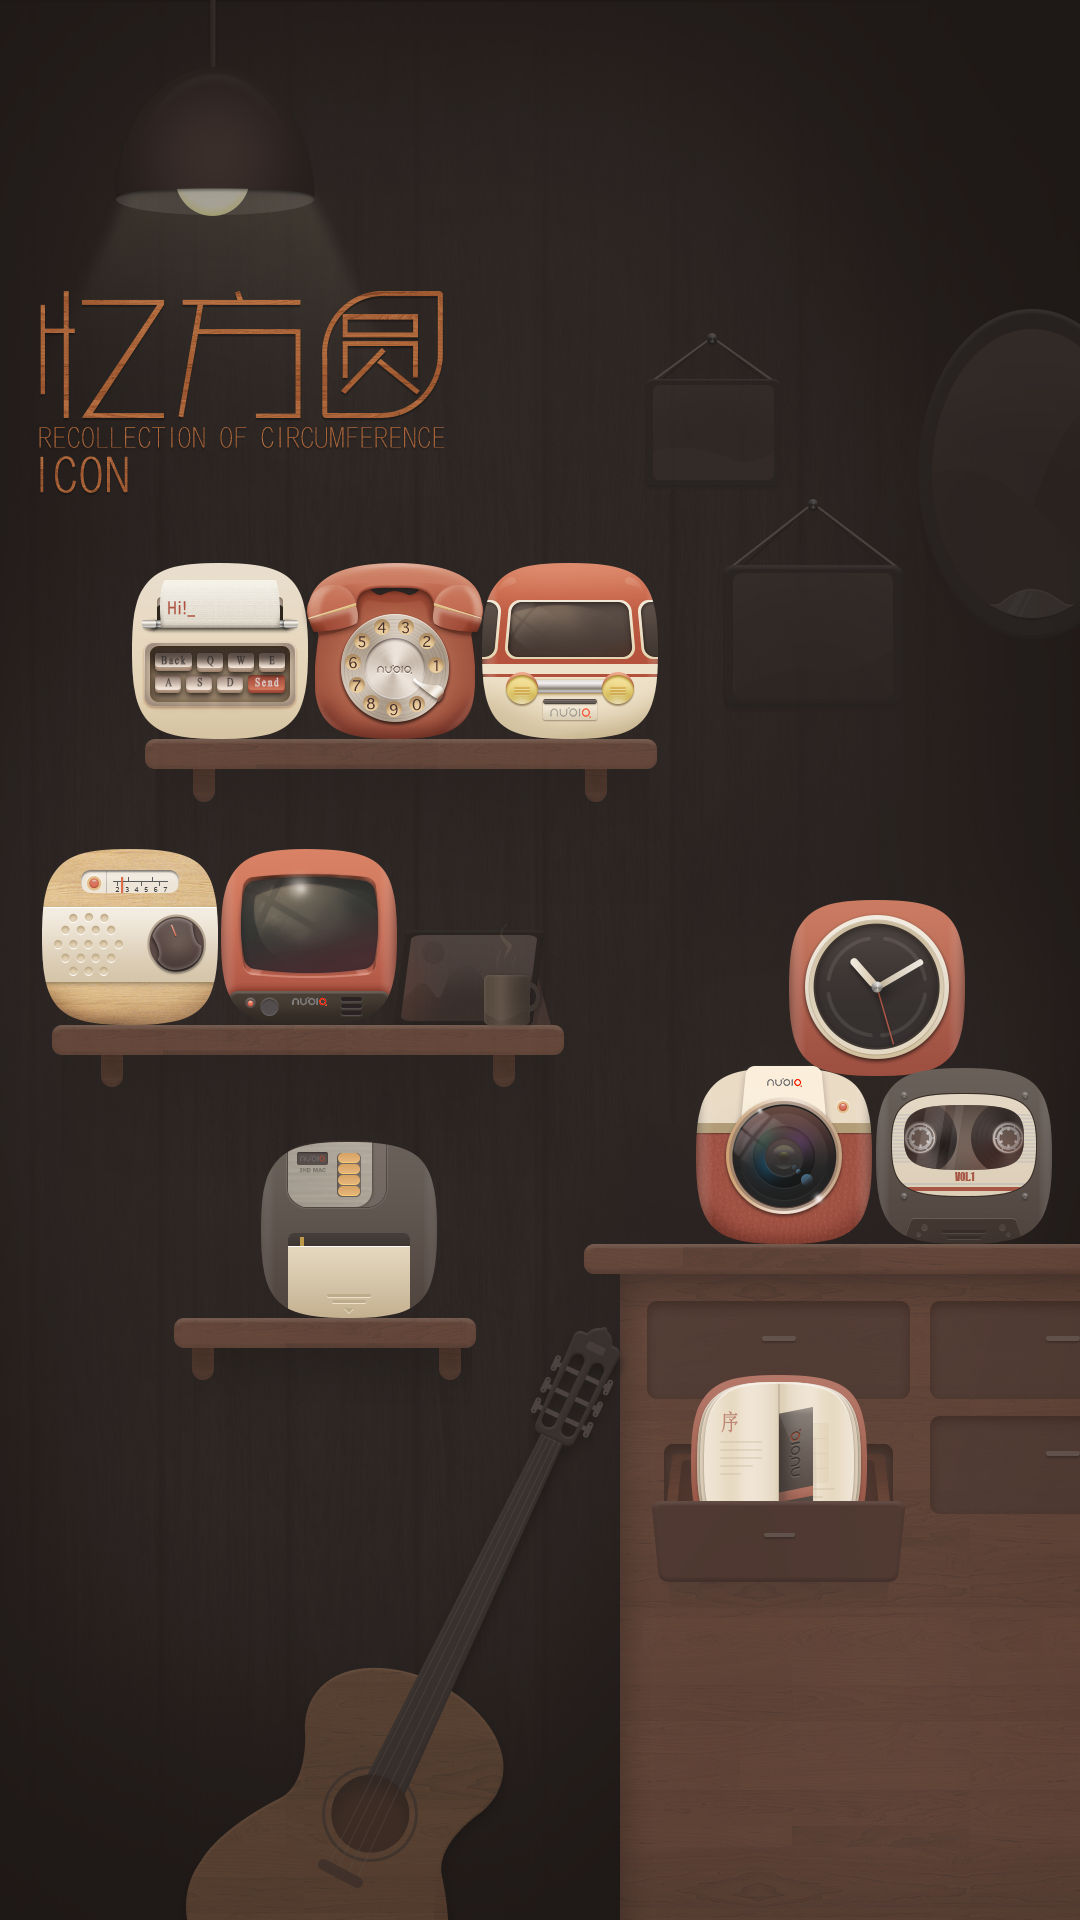 忆方圆
RECOLLECTION OF CIRCUMFERENCE
ICON
Hi!_
Back Q W E
A S D Send
1 2 3 4 5 6 7 8 9 0
nubia
nubia
2 3 4 5 6 7
nubia
nubia
VOL.1
nubia
序
nubia